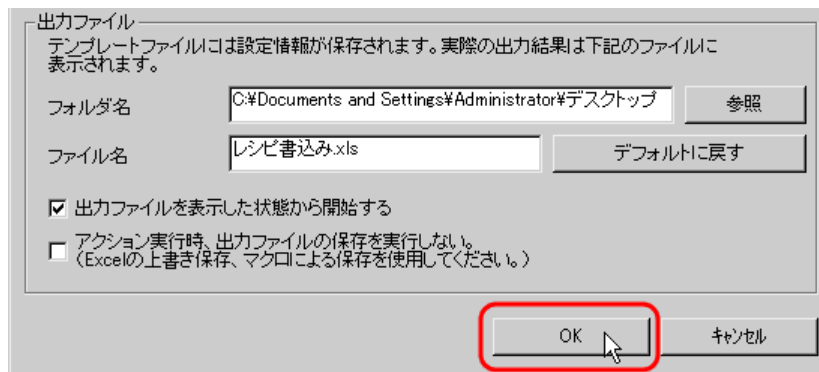 出力ファイル
テンプレートファイルには設定情報が保存されます。実際の出力結果は下記のファイルに
表示されます。
フォルダ名 C:¥Documents and Settings¥Administrator¥デスクトップ 参照
ファイル名 レシピ書込み.xls デフォルトに戻す
出力ファイルを表示した状態から開始する
アクション実行時、出力ファイルの保存を実行しない。
（Excelの上書き保存、マクロによる保存を使用してください。）
OK キャンセル